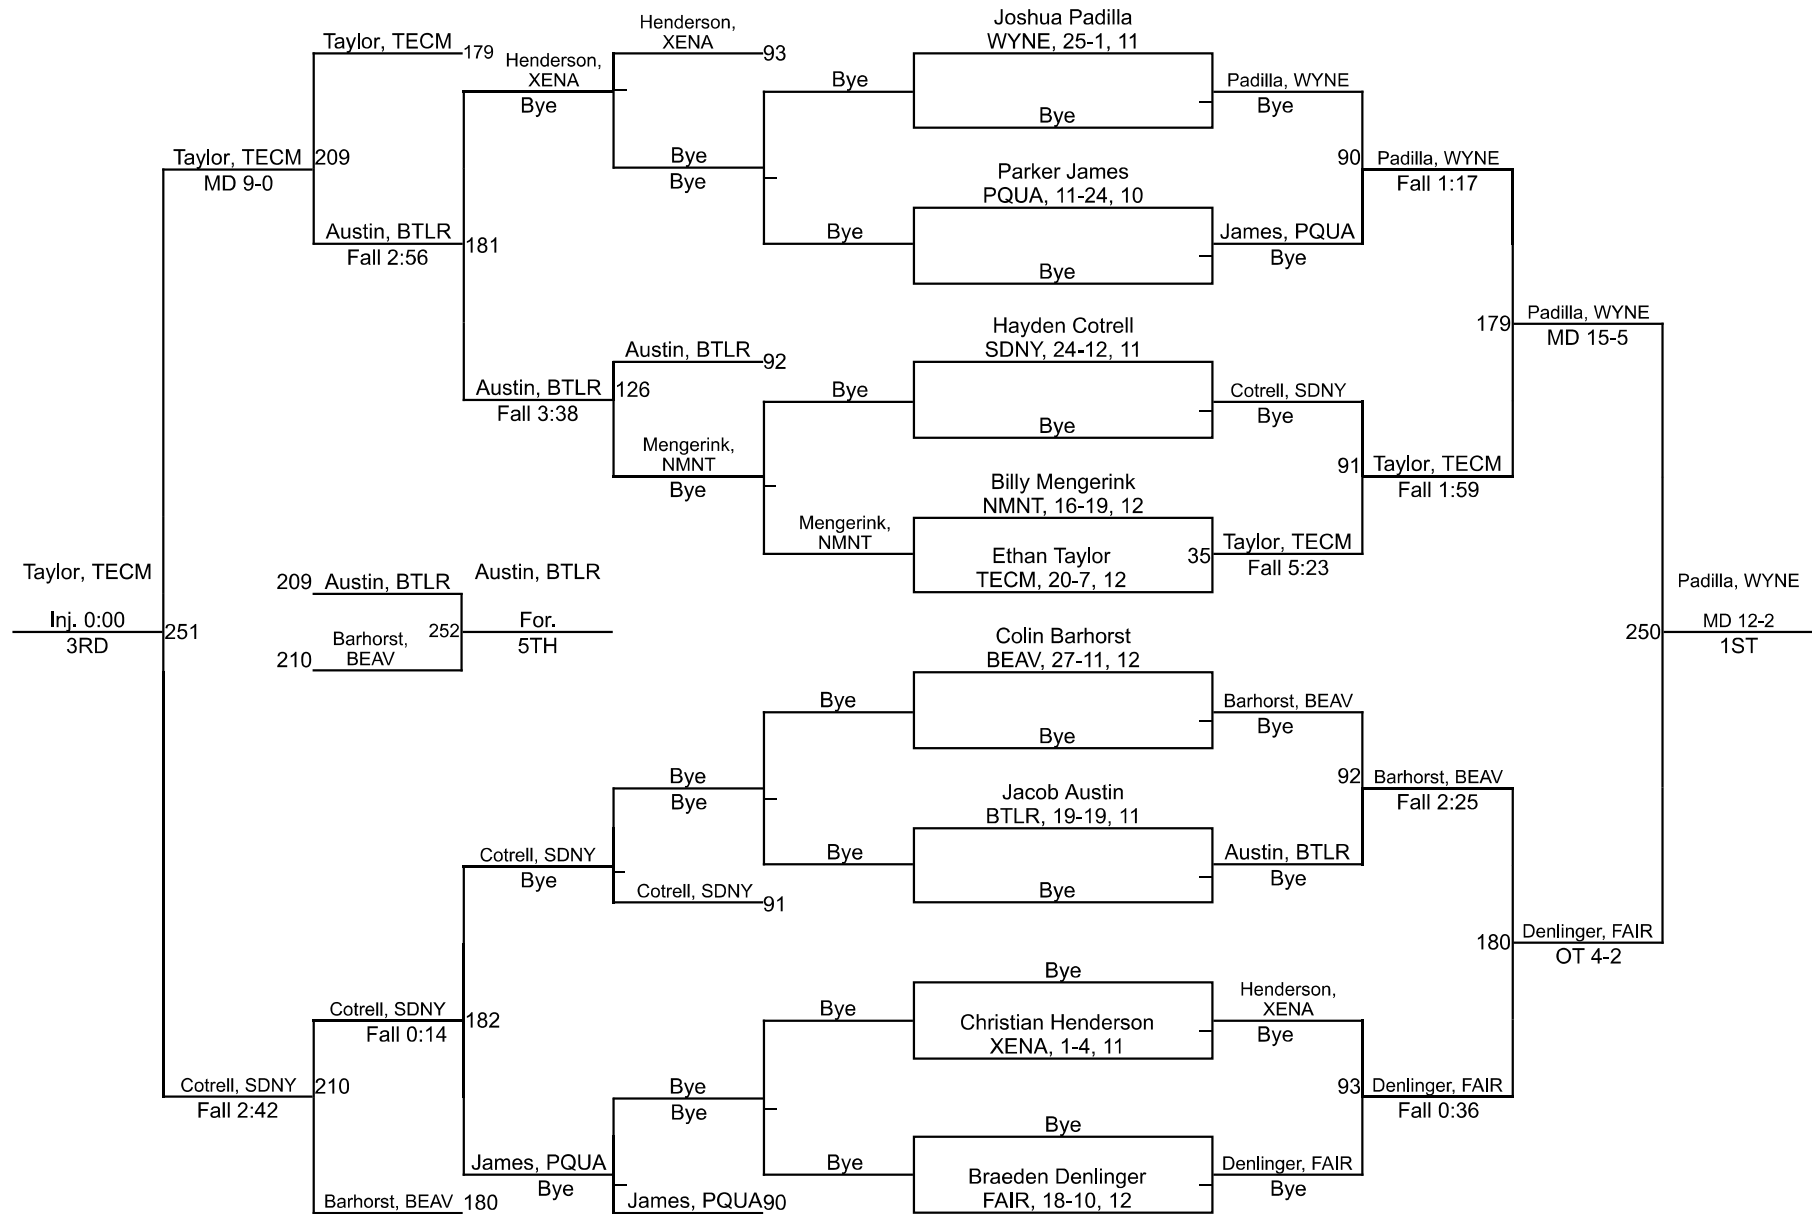 Joshua Padilla
WYNE, 25-1, 11
Bye
Parker James
PQUA, 11-24, 10
Bye
Hayden Cotrell
SDNY, 24-12, 11
Bye
Billy Mengerink
NMNT, 16-19, 12
Ethan Taylor
TECM, 20-7, 12
35
Colin Barhorst
BEAV, 27-11, 12
Bye
Jacob Austin
BTLR, 19-19, 11
Bye
Bye
Christian Henderson
XENA, 1-4, 11
Bye
Braeden Denlinger
FAIR, 18-10, 12
Padilla, WYNE
Bye
90
James, PQUA
Bye
Cotrell, SDNY
Bye
91
Taylor, TECM
Fall 5:23
Barhorst, BEAV
Bye
92
Austin, BTLR
Bye
Henderson,
XENA
Bye
93
Denlinger, FAIR
Bye
Padilla, WYNE
Fall 1:17
179
Taylor, TECM
Fall 1:59
Barhorst, BEAV
Fall 2:25
180
Denlinger, FAIR
Fall 0:36
Padilla, WYNE
MD 15-5
250
Denlinger, FAIR
OT 4-2
Padilla, WYNE
MD 12-2
1ST
Bye
Bye
Bye
Mengerink,
NMNT
Bye
Bye
Bye
Bye
Henderson,
XENA
93
Bye
Bye
Austin, BTLR
92
126
Mengerink,
NMNT
Bye
Bye
Bye
Cotrell, SDNY
91
Bye
Bye
James, PQUA
90
Henderson,
XENA
Bye
181
Austin, BTLR
Fall 3:38
Cotrell, SDNY
Bye
182
James, PQUA
Bye
Taylor, TECM
179
209
Austin, BTLR
Fall 2:56
Cotrell, SDNY
Fall 0:14
210
Barhorst, BEAV
180
Taylor, TECM
MD 9-0
251
Cotrell, SDNY
Fall 2:42
Taylor, TECM
Inj. 0:00
3RD
209
Austin, BTLR
210
Barhorst,
BEAV
252
Austin, BTLR
For.
5TH